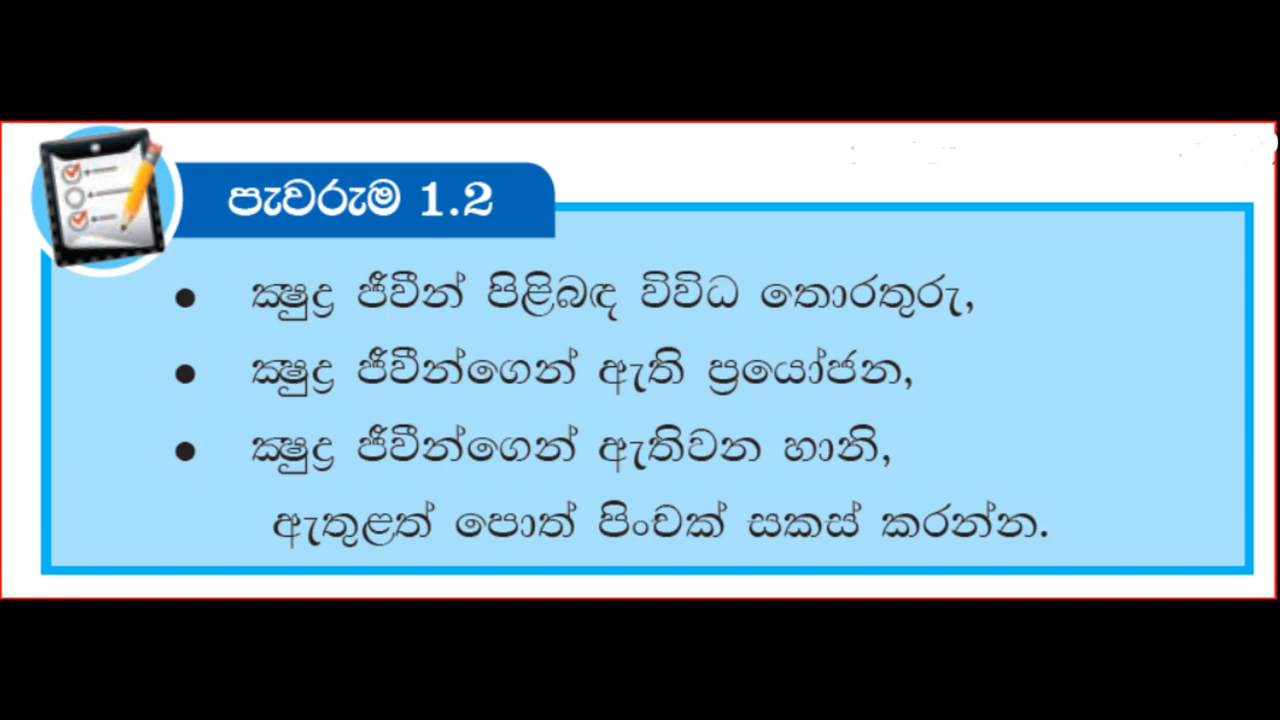 පැවරුම 1.2
● ක්‍ෂුද්‍ර ජීවීන් පිළිබඳ විවිධ තොරතුරු,
● ක්‍ෂුද්‍ර ජීවීන්ගෙන් ඇති ප්‍රයෝජන,
● ක්‍ෂුද්‍ර ජීවීන්ගෙන් ඇතිවන හානි,
ඇතුළත් පොත් පිංචක් සකස් කරන්න.